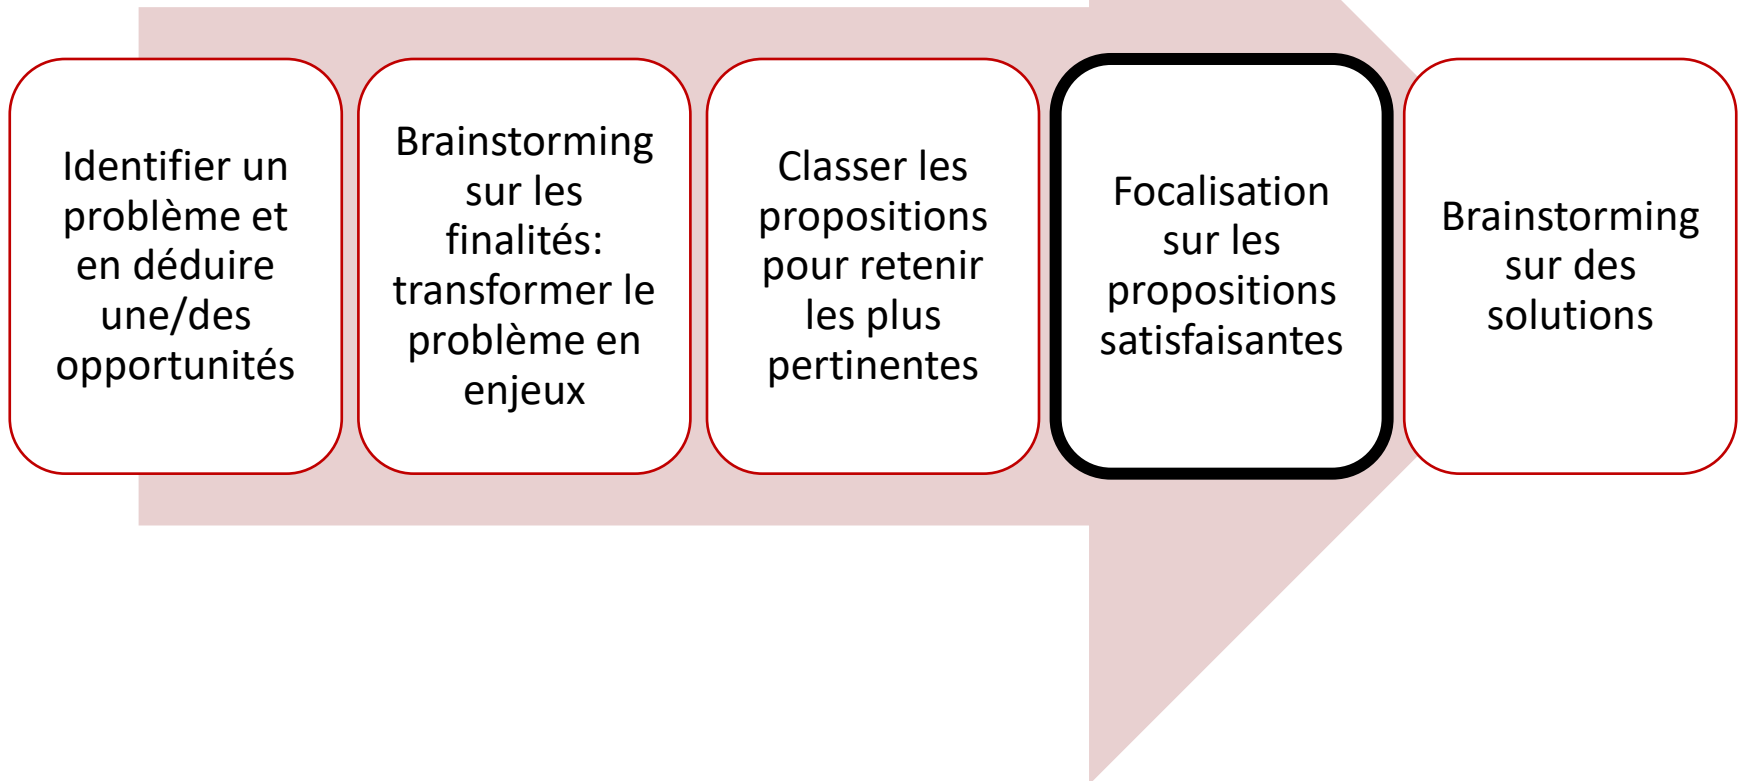 Identifier un
problème et
en déduire
une/des
opportunités
Brainstorming
sur les
finalités:
transformer le
problème en
enjeux
Classer les
propositions
pour retenir
les plus
pertinentes
Focalisation
sur les
propositions
satisfaisantes
Brainstorming
sur des
solutions